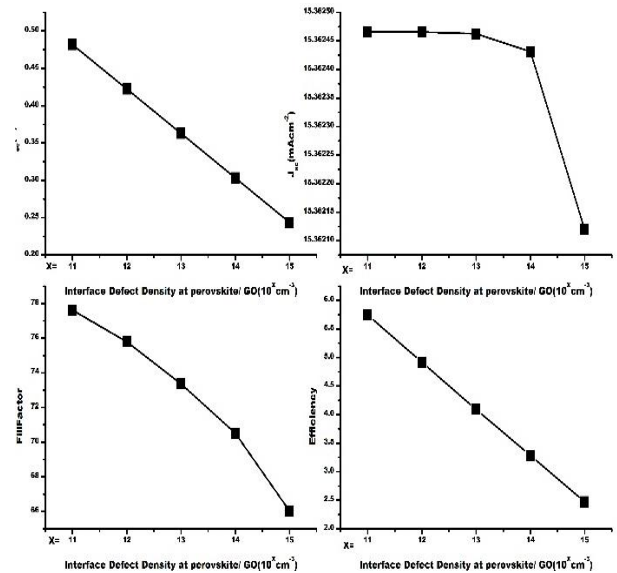 0.50
0.45
0.40
0.35
0.30
0.25
0.20
X= 11 12 13 14 15
Interface Defect Density at perovskite/ GO(10^x cm^-3)
15.36250
15.36245
15.36240
15.36235
15.36230
15.36225
15.36220
15.36215
15.36210
J_sc(mAcm^-2)
X= 11 12 13 14 15
Interface Defect Density at perovskite/ GO(10^x cm^-3)
78
76
74
72
70
68
66
FillFactor
X= 11 12 13 14 15
Interface Defect Density at perovskite/ GO(10^x cm^-3)
6.0
5.5
5.0
4.5
4.0
3.5
3.0
2.5
2.0
Efficiency
X= 11 12 13 14 15
Interface Defect Density at perovskite/ GO(10^x cm^-3)